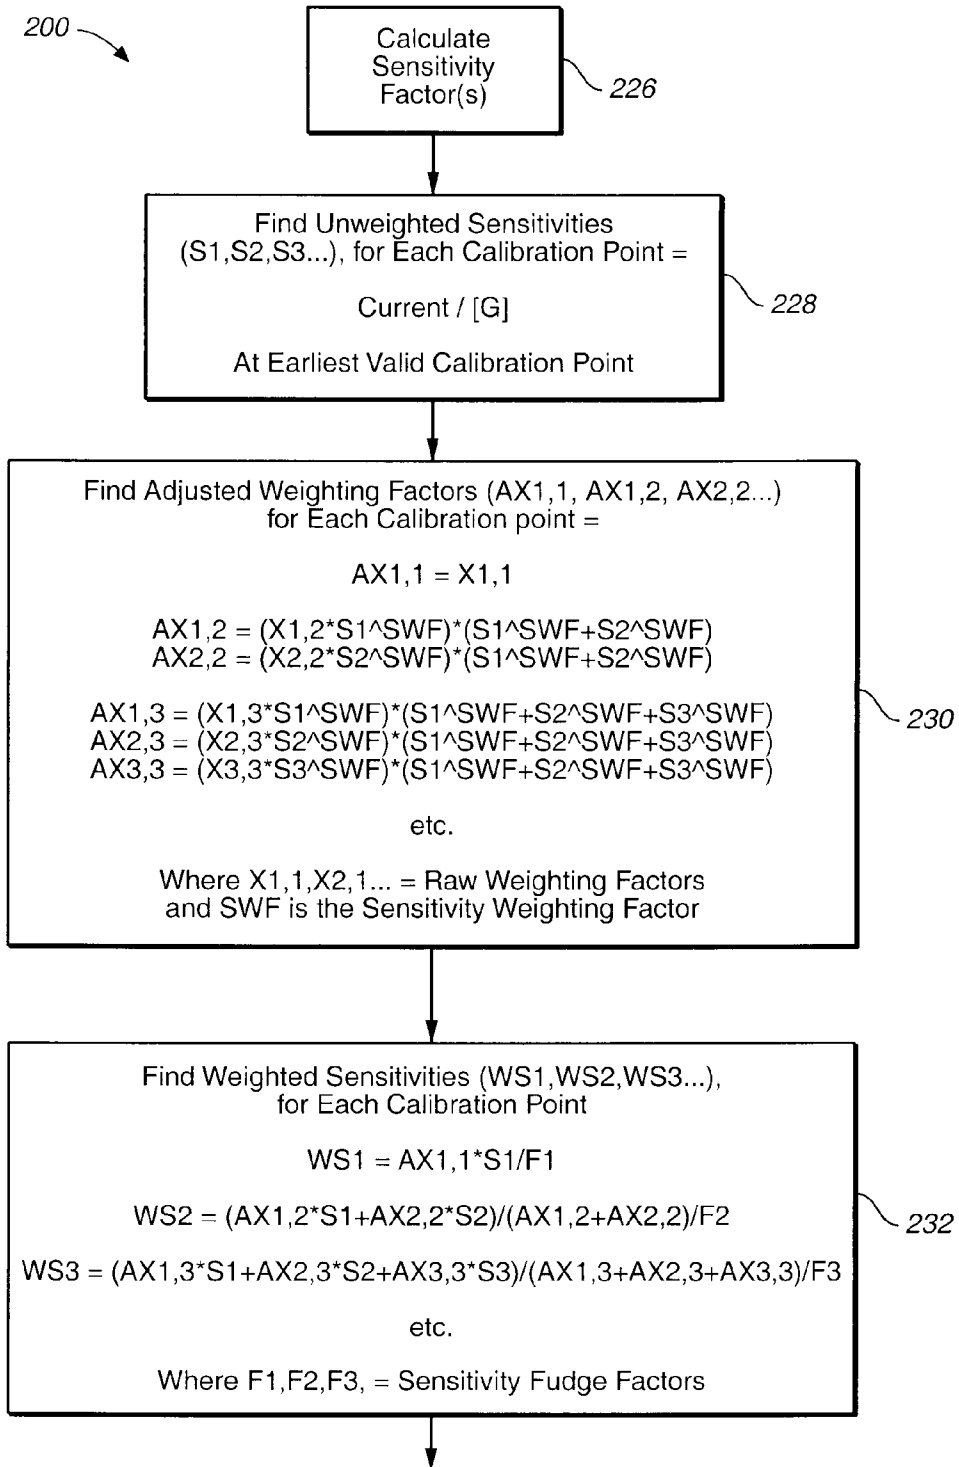 200
Calculate
Sensitivity
Factor(s)
226
Find Unweighted Sensitivities
(S1,S2,S3...), for Each Calibration Point =
Current / [G]
At Earliest Valid Calibration Point
228
Find Adjusted Weighting Factors (AX1,1, AX1,2, AX2,2...)
for Each Calibration point =
AX1,1 = X1,1
AX1,2 = (X1,2*S1^SWF)*(S1^SWF+S2^SWF)
AX2,2 = (X2,2*S2^SWF)*(S1^SWF+S2^SWF)
AX1,3 = (X1,3*S1^SWF)*(S1^SWF+S2^SWF+S3^SWF)
AX2,3 = (X2,3*S2^SWF)*(S1^SWF+S2^SWF+S3^SWF)
AX3,3 = (X3,3*S3^SWF)*(S1^SWF+S2^SWF+S3^SWF)
etc.
Where X1,1,X2,1... = Raw Weighting Factors
and SWF is the Sensitivity Weighting Factor
230
Find Weighted Sensitivities (WS1,WS2,WS3...),
for Each Calibration Point
WS1 = AX1,1*S1/F1
WS2 = (AX1,2*S1+AX2,2*S2)/(AX1,2+AX2,2)/F2
WS3 = (AX1,3*S1+AX2,3*S2+AX3,3*S3)/(AX1,3+AX2,3+AX3,3)/F3
etc.
Where F1,F2,F3, = Sensitivity Fudge Factors
232